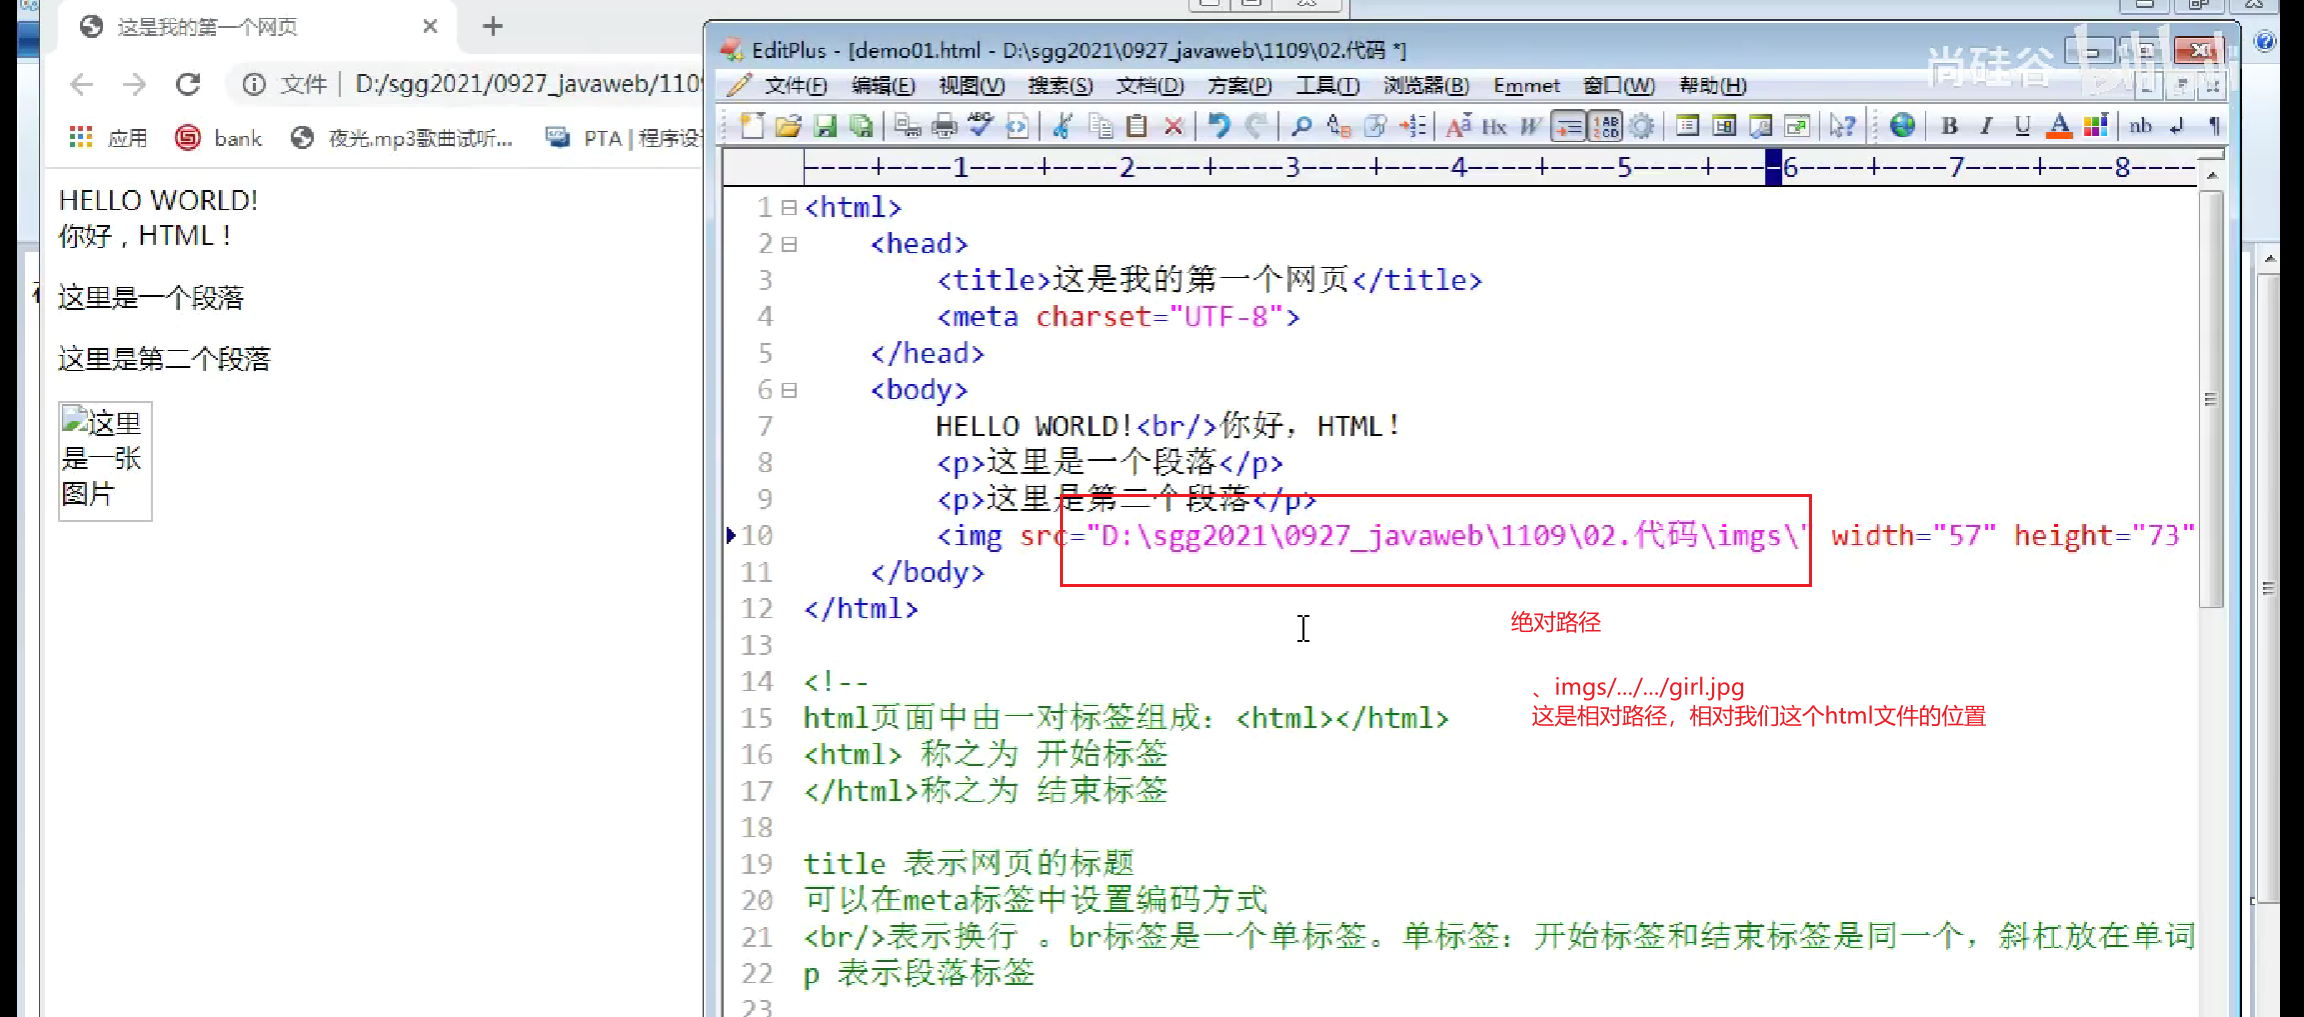 这是我的第一个网页
文件 D:/sgg2021/0927_javaweb/110
应用 bank 夜光.mp3歌曲试听... PTA | 程序设
HELLO WORLD!
你好，HTML！
这里是一个段落
这里是第二个段落
这里
是一张
图片
EditPlus - [demo01.html - D:\sgg2021\0927_javaweb\1109\02.代码 *]
尚硅谷
文件(F) 编辑(E) 视图(V) 搜索(S) 文档(D) 方案(P) 工具(T) 浏览器(B) Emmet 窗口(W) 帮助(H)
----+----1----+----2----+----3----+----4----+----5----+----6----+----7----+----8----
1 <html>
2 <head>
3 <title>这是我的第一个网页</title>
4 <meta charset="UTF-8">
5 </head>
6 <body>
7 HELLO WORLD!<br/>你好，HTML！
8 <p>这里是一个段落</p>
9 <p>这里是第二个段落</p>
10 <img src="D:\sgg2021\0927_javaweb\1109\02.代码\imgs\" width="57" height="73"
11 </body>
12 </html>
绝对路径
13
、imgs/.../.../girl.jpg
这是相对路径，相对我们这个html文件的位置
14 <!--
15 html页面中由一对标签组成：<html></html>
16 <html> 称之为 开始标签
17 </html>称之为 结束标签
18
19 title 表示网页的标题
20 可以在meta标签中设置编码方式
21 <br/>表示换行 。br标签是一个单标签。单标签：开始标签和结束标签是同一个，斜杠放在单词
22 p 表示段落标签
23